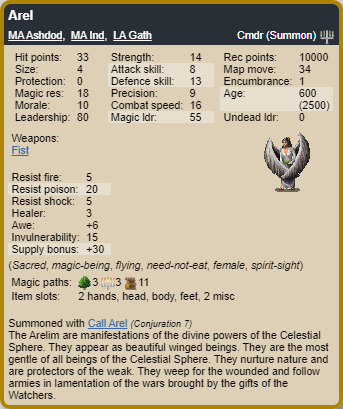 Arel
MA Ashdod, MA Ind, LA Gath Cmdr (Summon)
Hit points: 33 Strength: 14 Rec points: 10000
Size: 4 Attack skill: 8 Map move: 34
Protection: 0 Defence skill: 13 Encumbrance: 1
Magic res: 18 Precision: 9 Age: 600
Morale: 10 Combat speed: 16 (2500)
Leadership: 80 Magic ldr: 55 Undead ldr: 0
Weapons:
Fist
Resist fire: 5
Resist poison: 20
Resist shock: 5
Healer: 3
Awe: +6
Invulnerability: 15
Supply bonus: +30
(Sacred, magic-being, flying, need-not-eat, female, spirit-sight)
Magic paths: 3 3 11
Item slots: 2 hands, head, body, feet, 2 misc
Summoned with Call Arel (Conjuration 7)
The Arelim are manifestations of the divine powers of the Celestial
Sphere. They appear as beautiful winged beings. They are the most
gentle of all beings of the Celestial Sphere. They nurture nature and
are protectors of the weak. They weep for the wounded and follow
armies in lamentation of the wars brought by the gifts of the
Watchers.